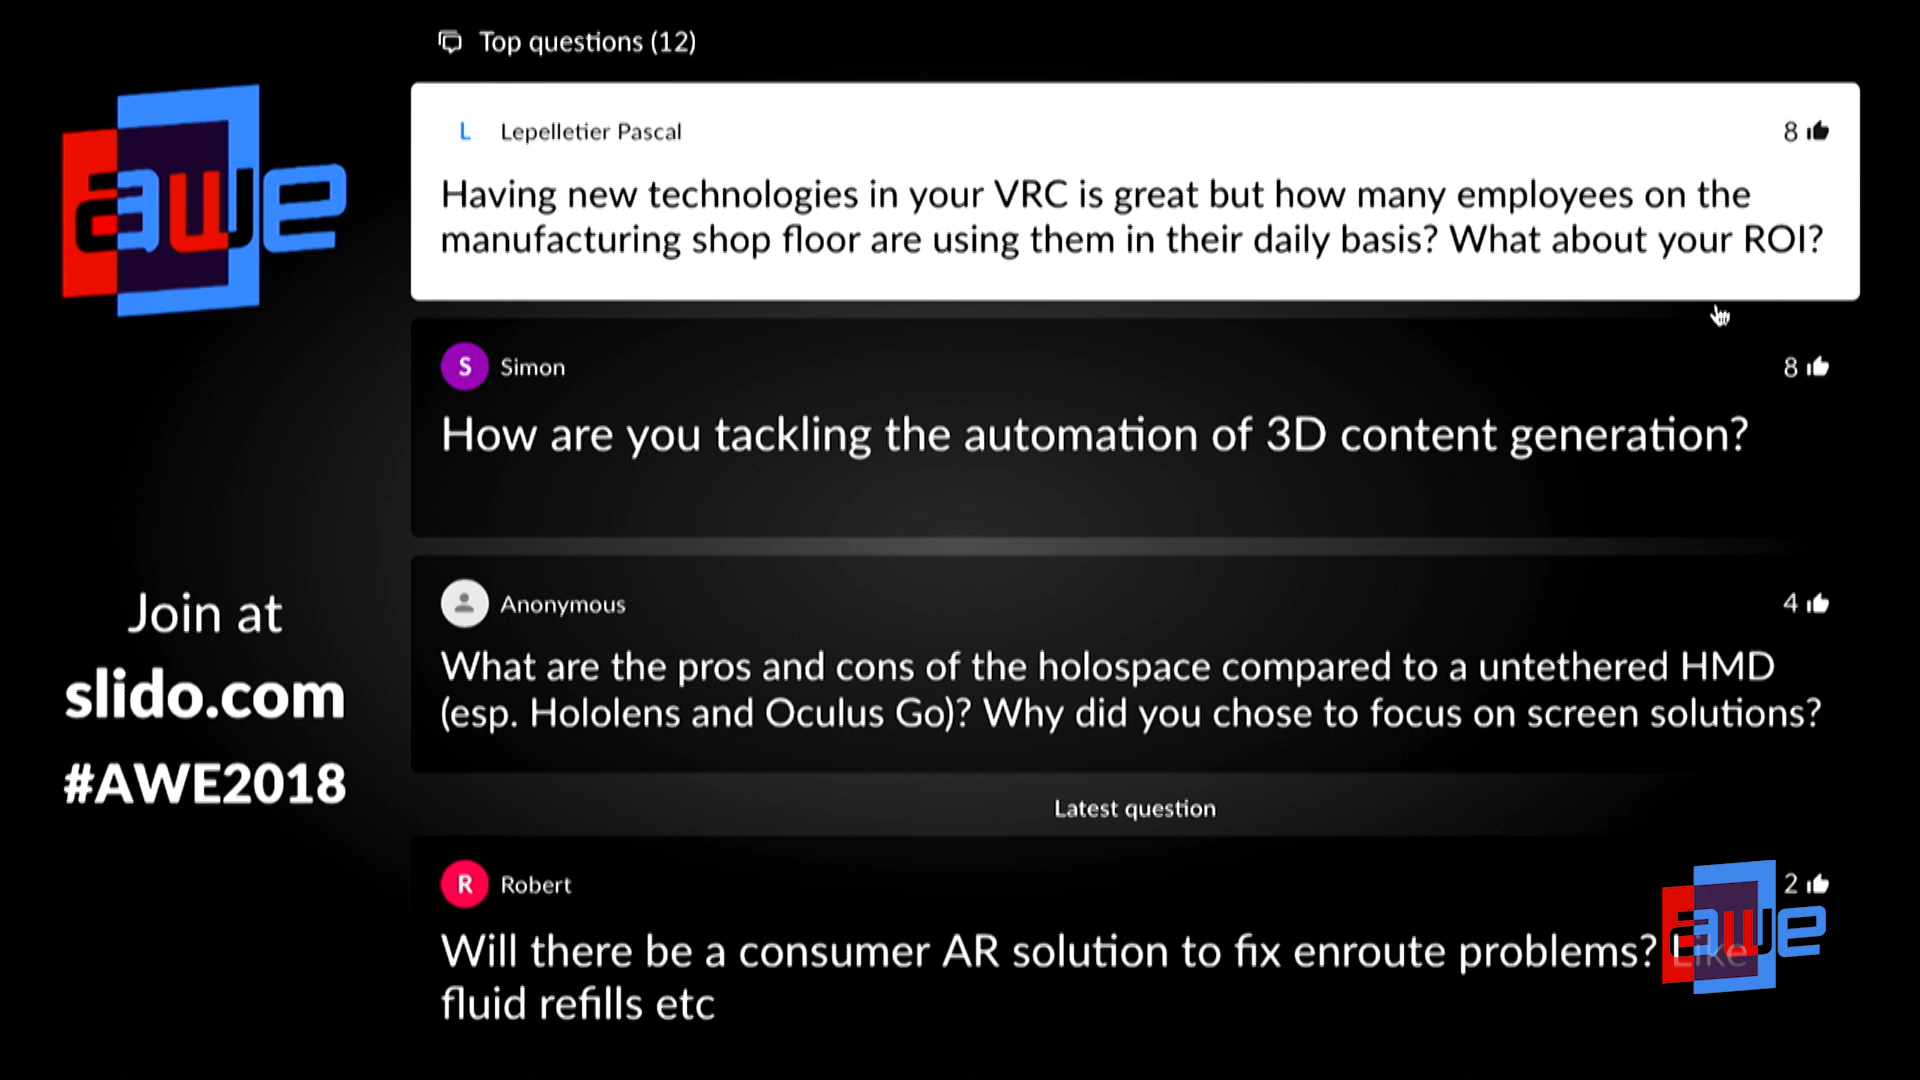 Top questions (12)
awe
L Lepelletier Pascal 8
Having new technologies in your VRC is great but how many employees on the
manufacturing shop floor are using them in their daily basis? What about your ROI?
S Simon 8
How are you tackling the automation of 3D content generation?
Anonymous 4
What are the pros and cons of the holospace compared to a untethered HMD
(esp. Hololens and Oculus Go)? Why did you chose to focus on screen solutions?
Join at
slido.com
#AWE2018
Latest question
R Robert 2
Will there be a consumer AR solution to fix enroute problems? Like
fluid refills etc
awe